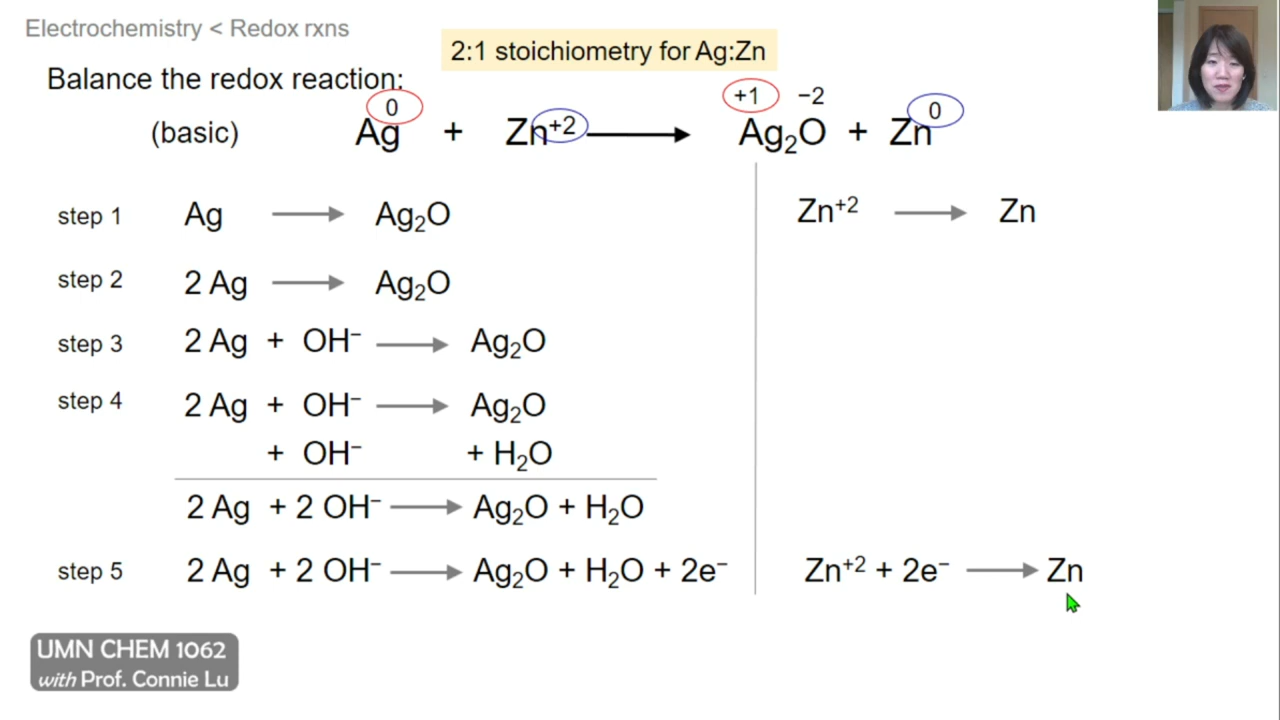 Electrochemistry < Redox rxns
2:1 stoichiometry for Ag:Zn
Balance the redox reaction:
0 +1 −2 0
(basic) Ag + Zn⁺² ⟶ Ag₂O + Zn
step 1 Ag ⟶ Ag₂O Zn⁺² ⟶ Zn
step 2 2 Ag ⟶ Ag₂O
step 3 2 Ag + OH⁻ ⟶ Ag₂O
step 4 2 Ag + OH⁻ ⟶ Ag₂O
+ OH⁻ + H₂O
2 Ag + 2 OH⁻ ⟶ Ag₂O + H₂O
step 5 2 Ag + 2 OH⁻ ⟶ Ag₂O + H₂O + 2e⁻ Zn⁺² + 2e⁻ ⟶ Zn
UMN CHEM 1062
with Prof. Connie Lu